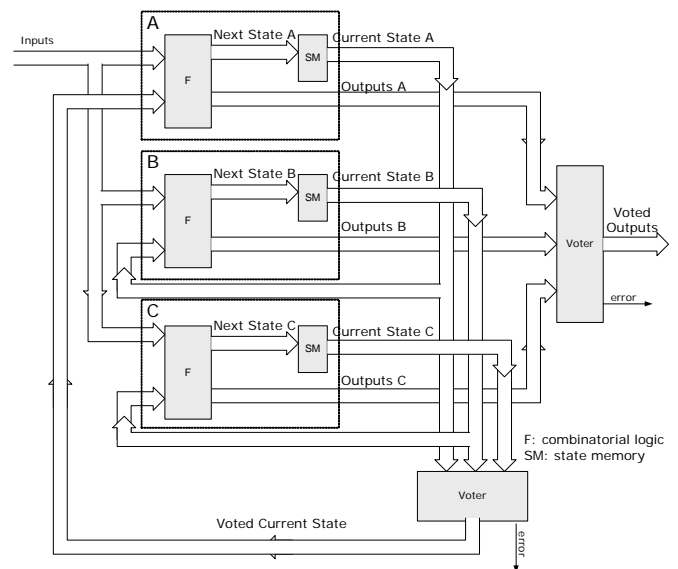 A
Inputs
Next State A
Current State A
F
SM
Outputs A
B
Next State B
Current State B
F
SM
Outputs B
Voter
Voted
Outputs
error
C
Next State C
Current State C
F
SM
Outputs C
F: combinatorial logic
SM: state memory
Voter
Voted Current State
error